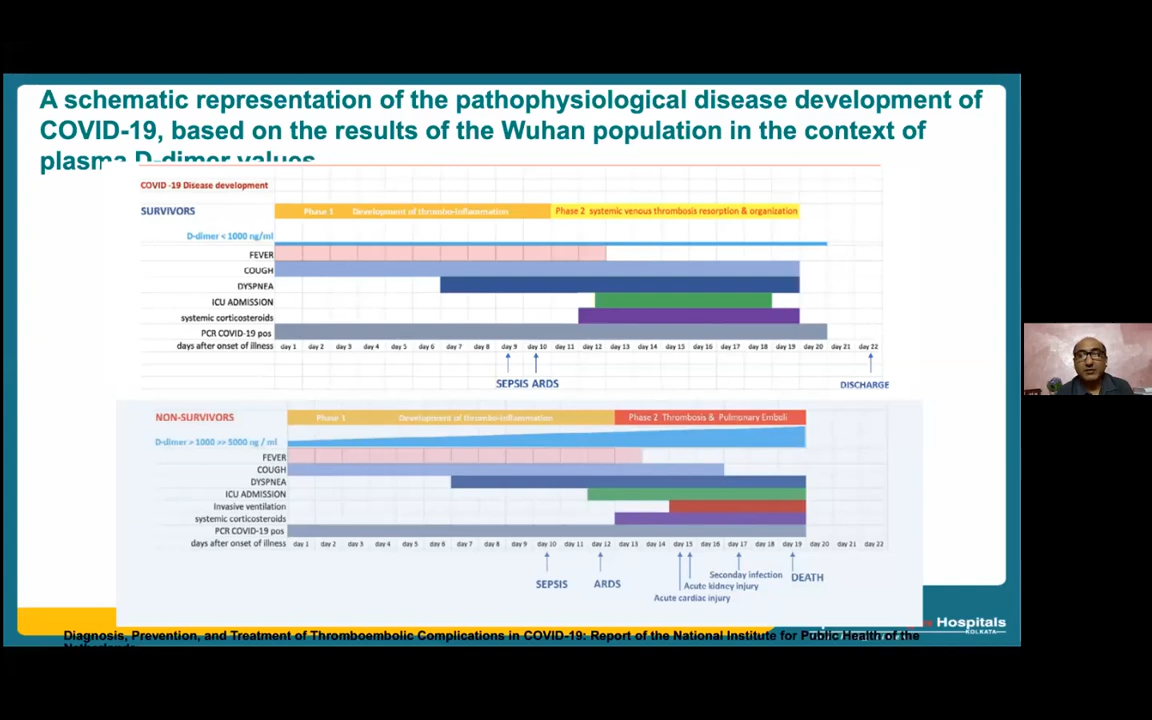 A schematic representation of the pathophysiological disease development of
COVID-19, based on the results of the Wuhan population in the context of
plasma D-dimer values
COVID -19 Disease development
SURVIVORS
Phase 1 Development of thrombo-inflammation
Phase 2 systemic venous thrombosis resorption & organization
D-dimer < 1000 ng/ml
FEVER
COUGH
DYSPNEA
ICU ADMISSION
systemic corticosteroids
PCR COVID-19 pos
days after onset of illness day 1 day 2 day 3 day 4 day 5 day 6 day 7 day 8 day 9 day 10 day 11 day 12 day 13 day 14 day 15 day 16 day 17 day 18 day 19 day 20 day 21 day 22
SEPSIS ARDS DISCHARGE
NON-SURVIVORS
Phase 1 Development of thrombo-inflammation
Phase 2 Thrombosis & Pulmonary Emboli
D-dimer > 1000 >> 5000 ng / ml
FEVER
COUGH
DYSPNEA
ICU ADMISSION
Invasive ventilation
systemic corticosteroids
PCR COVID-19 pos
days after onset of illness day 1 day 2 day 3 day 4 day 5 day 6 day 7 day 8 day 9 day 10 day 11 day 12 day 13 day 14 day 15 day 16 day 17 day 18 day 19 day 20 day 21 day 22
SEPSIS ARDS
Seconday infection DEATH
Acute kidney injury
Acute cardiac injury
Hospitals
KOLKATA
Diagnosis, Prevention, and Treatment of Thromboembolic Complications in COVID-19: Report of the National Institute for Public Health of the
Netherlands